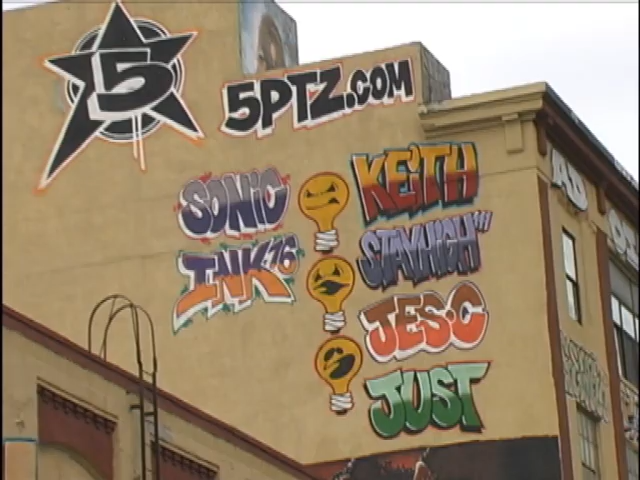 5
5PTZ.COM
SONIC
INK76
KEITH
STAYHIGH"'
JES-C
JUST